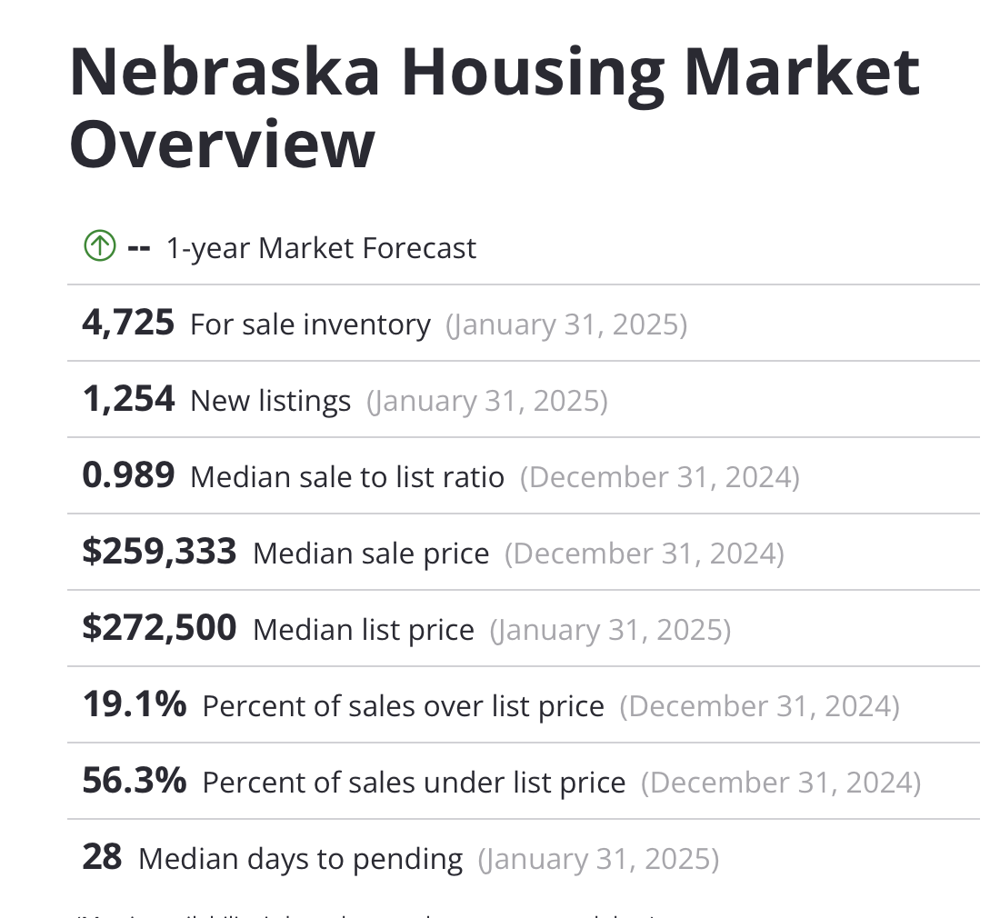 Nebraska Housing Market
Overview
-- 1-year Market Forecast
4,725 For sale inventory (January 31, 2025)
1,254 New listings (January 31, 2025)
0.989 Median sale to list ratio (December 31, 2024)
$259,333 Median sale price (December 31, 2024)
$272,500 Median list price (January 31, 2025)
19.1% Percent of sales over list price (December 31, 2024)
56.3% Percent of sales under list price (December 31, 2024)
28 Median days to pending (January 31, 2025)